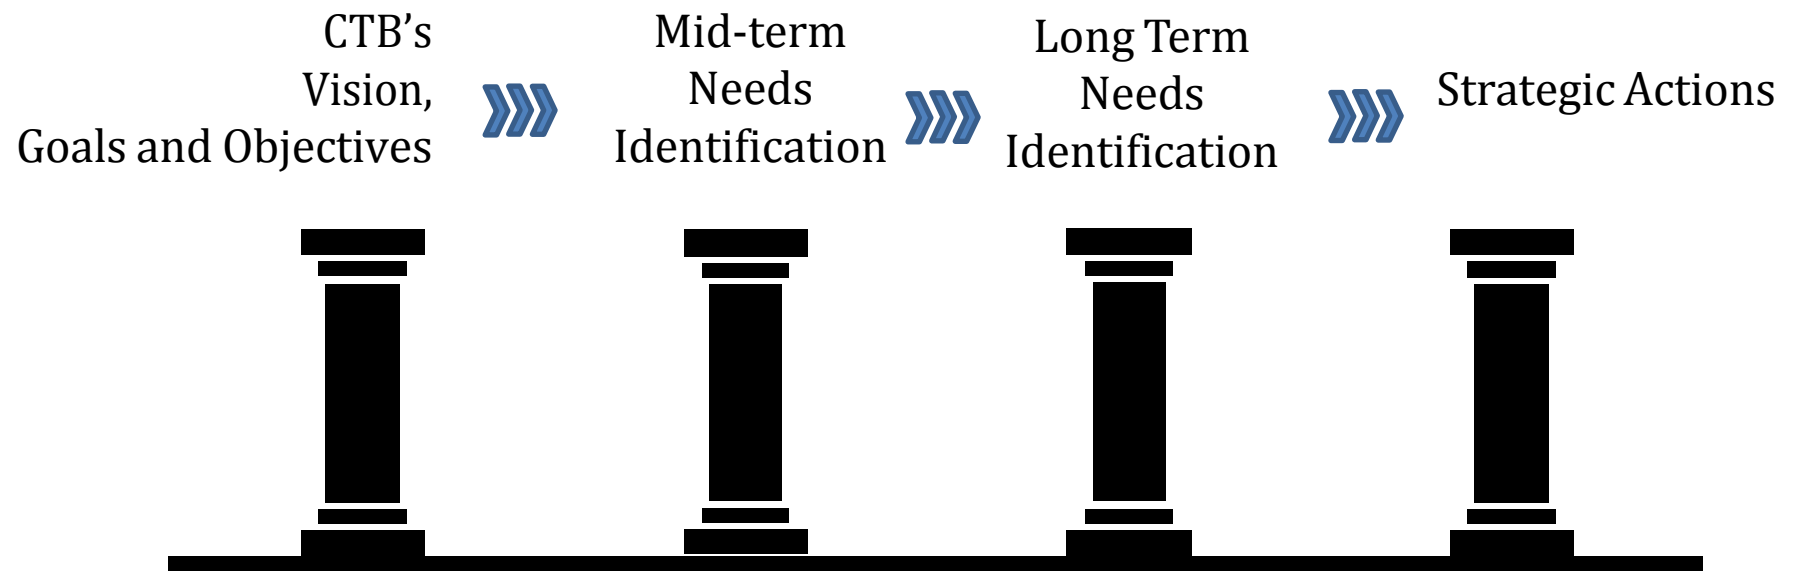 CTB’s
Vision,
Goals and Objectives
Mid-term
Needs
Identification
Long Term
Needs
Identification
Strategic Actions